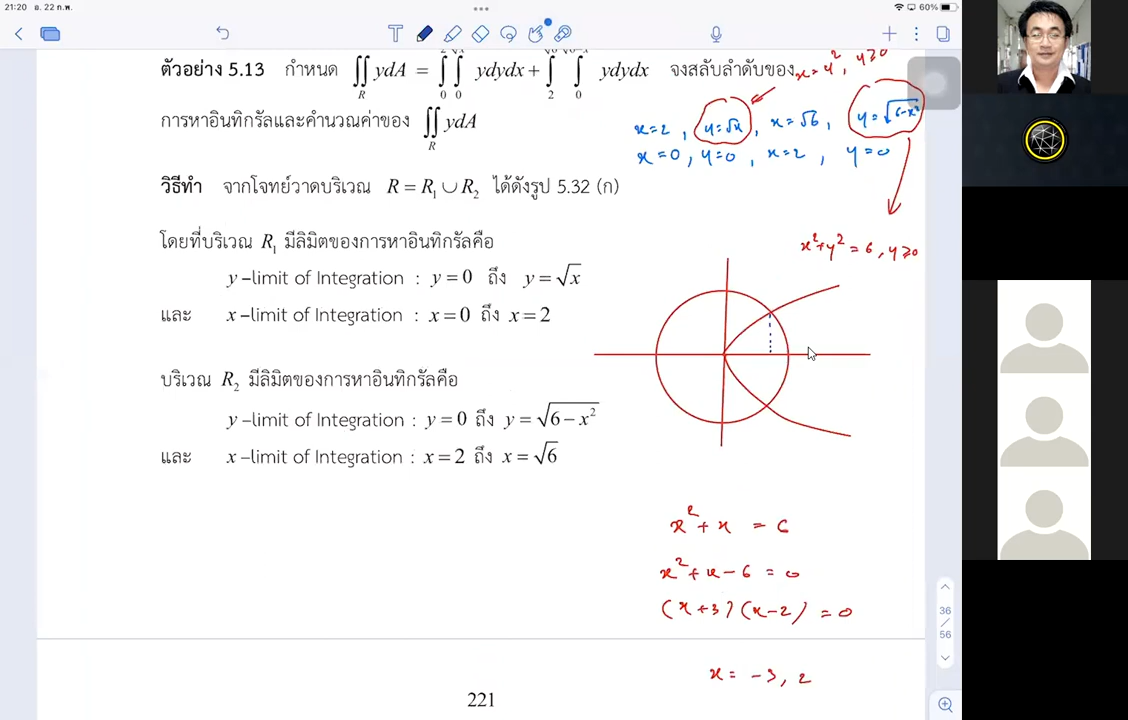 21:20 อ. 22 ก.พ.
60%
ตัวอย่าง 5.13 กำหนด ∬_R ydA = ∫₀² ∫₀^√x ydydx + ∫₂^√6 ∫₀^√(6−x²) ydydx จงสลับลำดับของ
x = y², y ≥ 0
การหาอินทิกรัลและคำนวณค่าของ ∬_R ydA
x=2, y=√x, x=√6, y=√(6-x²)
x=0, y=0, x=2, y=0
วิธีทำ จากโจทย์วาดบริเวณ R = R₁ ∪ R₂ ได้ดังรูป 5.32 (ก)
โดยที่บริเวณ R₁ มีลิมิตของการหาอินทิกรัลคือ
x²+y² = 6, y≥0
y –limit of Integration : y = 0 ถึง y = √x
และ x –limit of Integration : x = 0 ถึง x = 2
บริเวณ R₂ มีลิมิตของการหาอินทิกรัลคือ
y –limit of Integration : y = 0 ถึง y = √(6 − x²)
และ x –limit of Integration : x = 2 ถึง x = √6
x² + x = 6
x² + x - 6 = 0
(x+3)(x-2) = 0
x = -3, 2
36
/
56
221